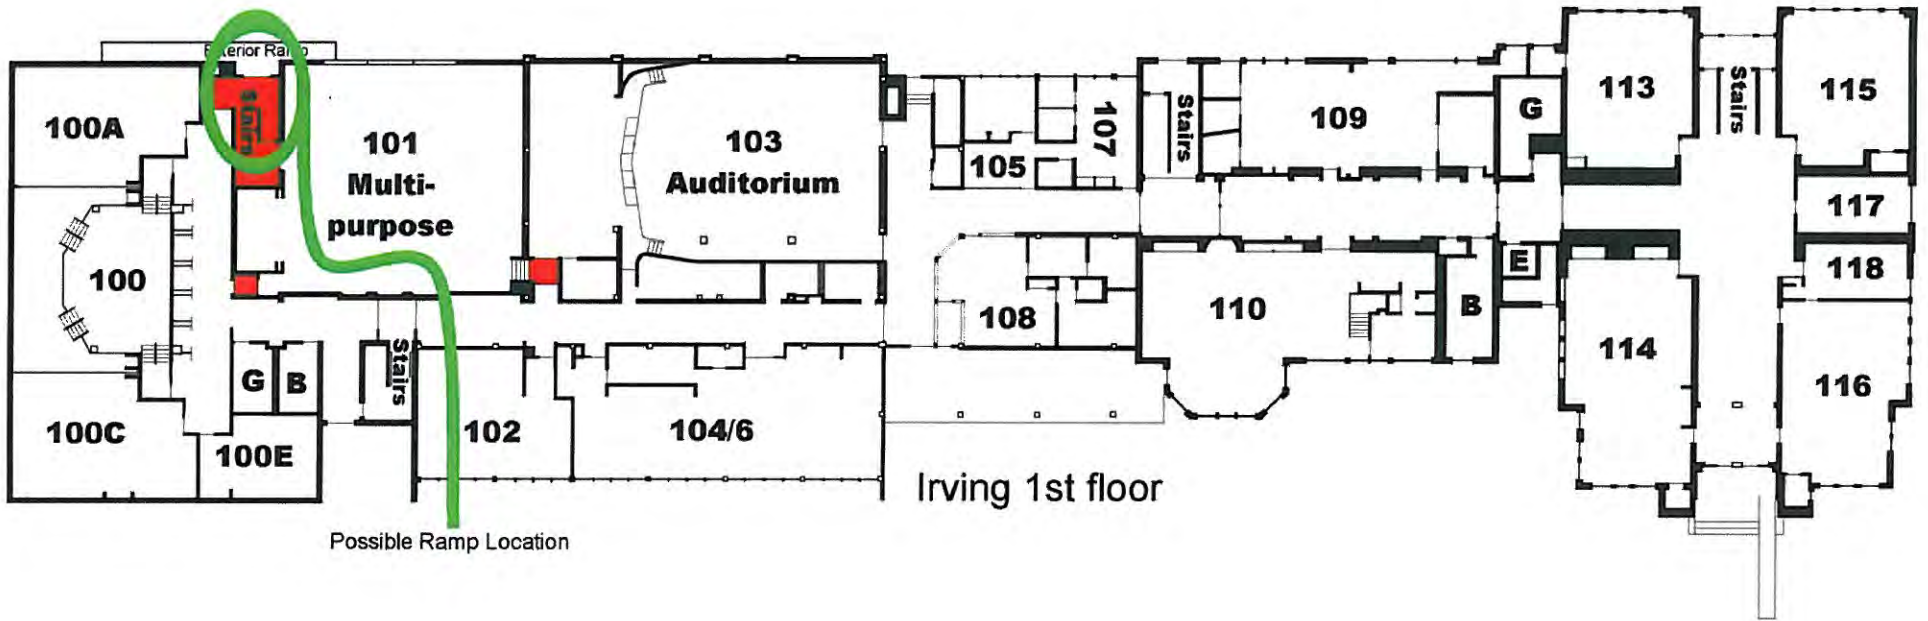 Exterior Ramp
Stairs
100A
101
Multi-
purpose
103
Auditorium
105
107
Stairs
109
G
113
Stairs
115
117
118
100
108
110
B
E
114
116
G
B
Stairs
100C
100E
102
104/6
Irving 1st floor
Possible Ramp Location